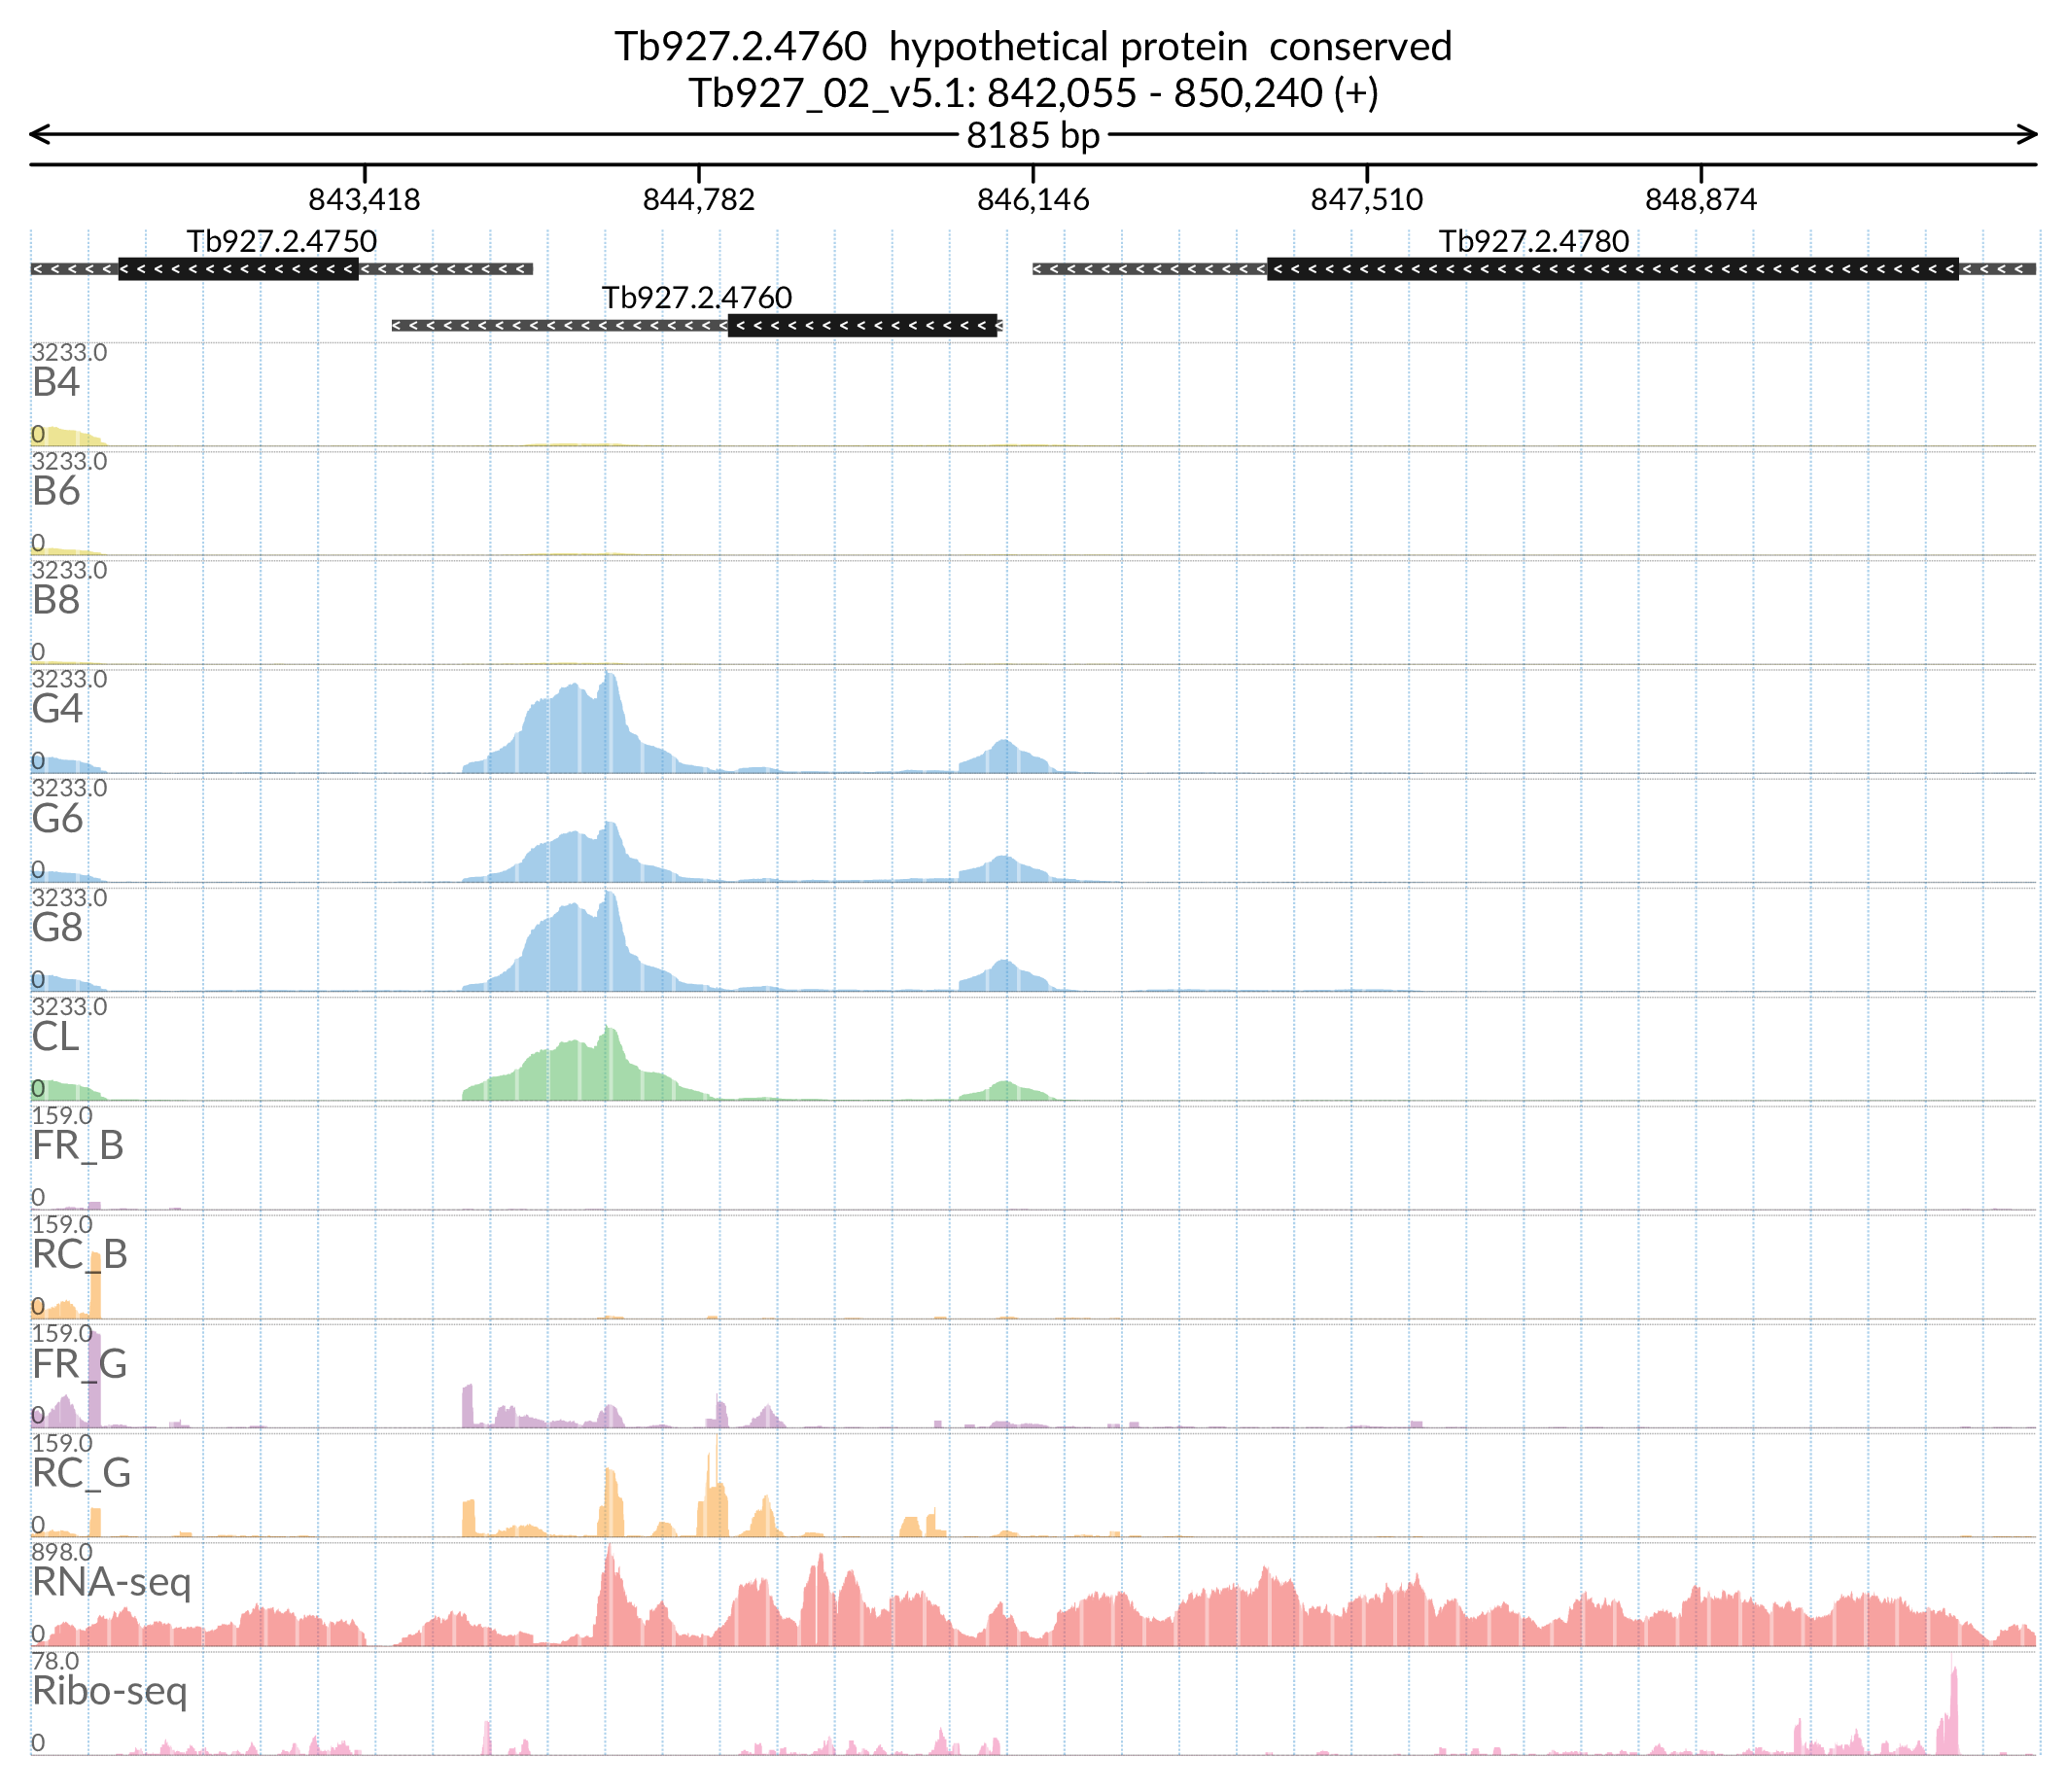 Tb927.2.4760  hypothetical protein  conserved
Tb927_02_v5.1: 842,055 - 850,240 (+)
8185 bp
843,418 844,782 846,146 847,510 848,874
Tb927.2.4750 Tb927.2.4780
Tb927.2.4760
3233.0
B4
0
3233.0
B6
0
3233.0
B8
0
3233.0
G4
0
3233.0
G6
0
3233.0
G8
0
3233.0
CL
0
159.0
FR_B
0
159.0
RC_B
0
159.0
FR_G
0
159.0
RC_G
0
898.0
RNA-seq
0
78.0
Ribo-seq
0